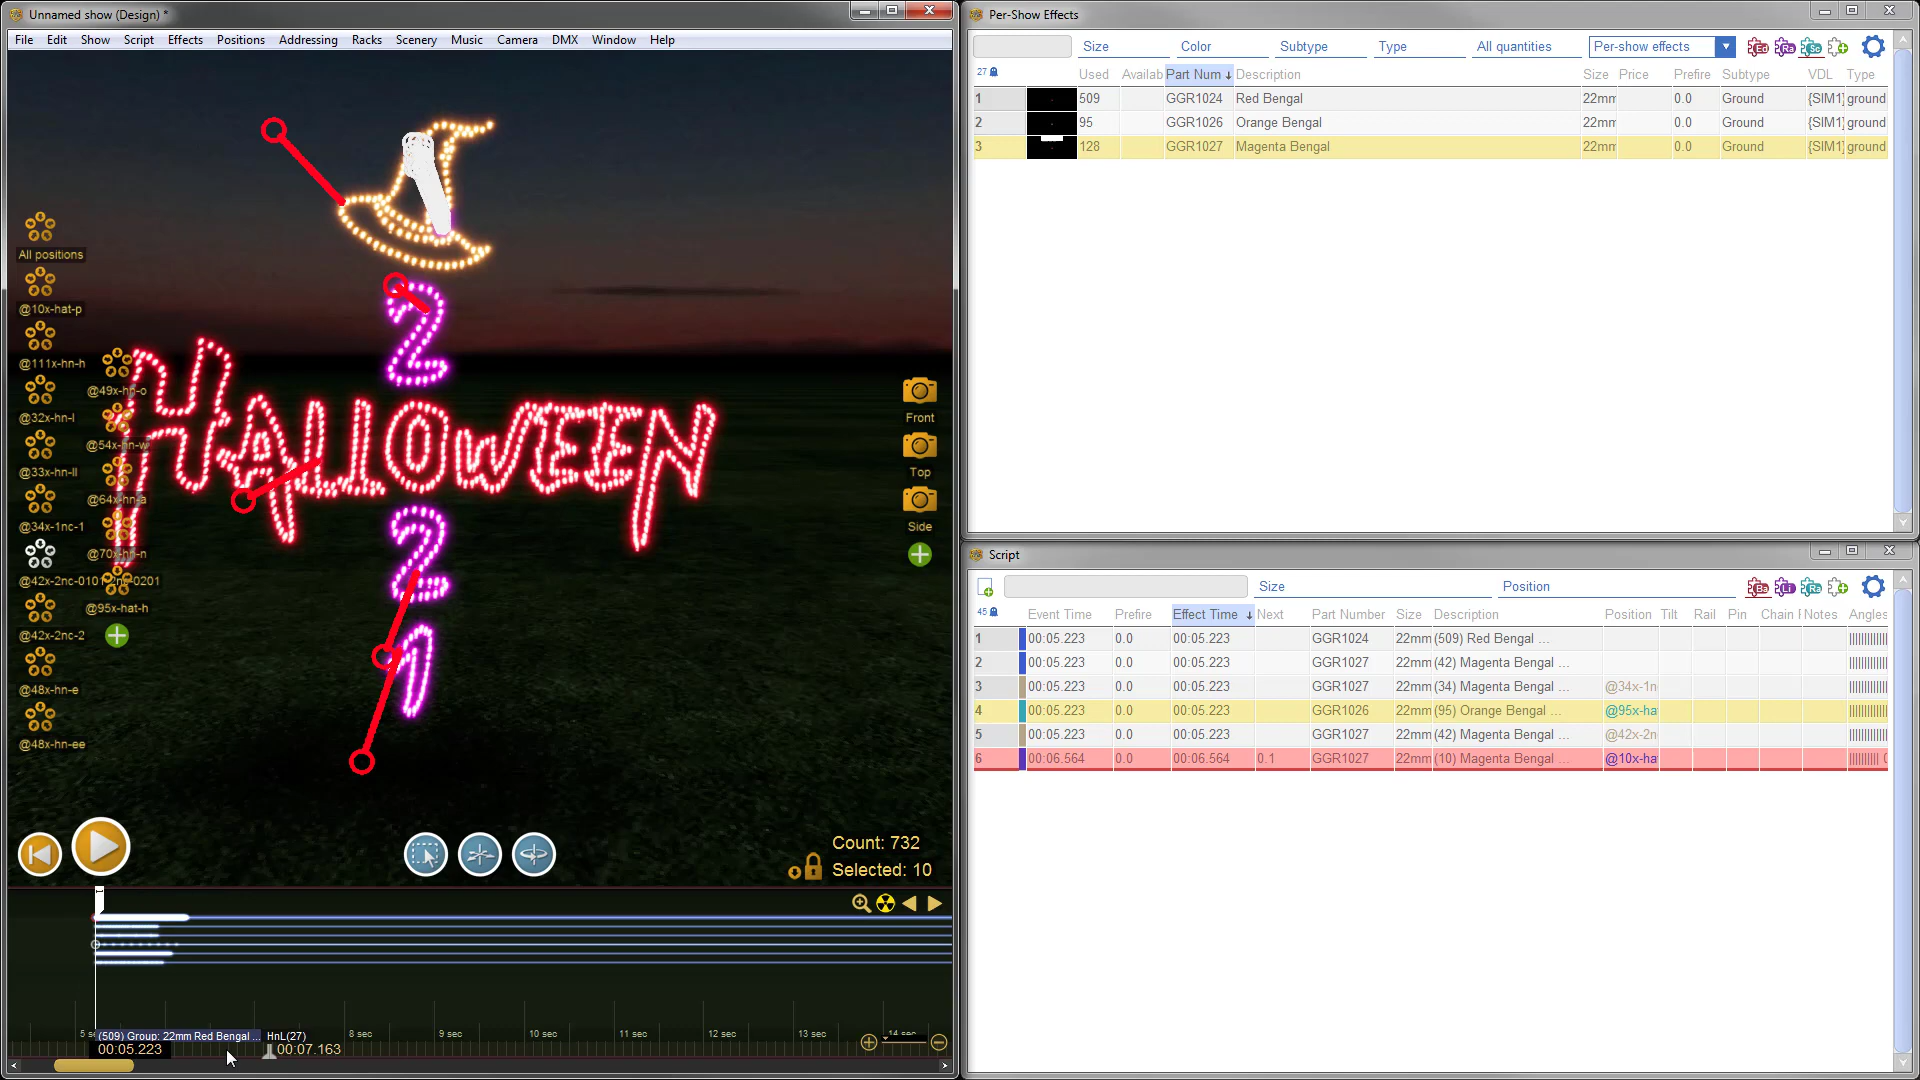 Unnamed show (Design) *
File Edit Show Script Effects Positions Addressing Racks Scenery Music Camera DMX Window Help
All positions
@10x-hat-p
@111x-hn-h
@49x-hn-o
@32x-hn-l
@54x-hn-w
@33x-hn-ll
@64x-hn-a
@34x-1nc-1
@70x-hn-n
@42x-2nc-0101
@95x-hat-h
@42x-2nc-2
@48x-hn-e
@48x-hn-ee
2
HALLOWEEN
2
1
Front
Top
Side
Count: 732
Selected: 10
8 sec 9 sec 10 sec 11 sec 12 sec 13 sec 14 sec
(509) Group: 22mm Red Bengal ... HnL(27)
00:05.223 00:07.163
Per-Show Effects
Size Color Subtype Type All quantities Per-show effects
27 Used Availab Part Num Description Size Price Prefire Subtype VDL Type
1 509 GGR1024 Red Bengal 22mm 0.0 Ground {SIM1} ground
2 95 GGR1026 Orange Bengal 22mm 0.0 Ground {SIM1} ground
3 128 GGR1027 Magenta Bengal 22mm 0.0 Ground {SIM1} ground
Script
Size Position
45 Event Time Prefire Effect Time Next Part Number Size Description Position Tilt Rail Pin Chain Notes Angles
1 00:05.223 0.0 00:05.223 GGR1024 22mm (509) Red Bengal ...
2 00:05.223 0.0 00:05.223 GGR1027 22mm (42) Magenta Bengal ...
3 00:05.223 0.0 00:05.223 GGR1027 22mm (34) Magenta Bengal ... @34x-1n
4 00:05.223 0.0 00:05.223 GGR1026 22mm (95) Orange Bengal ... @95x-ha
5 00:05.223 0.0 00:05.223 GGR1027 22mm (42) Magenta Bengal ... @42x-2n
6 00:06.564 0.0 00:06.564 0.1 GGR1027 22mm (10) Magenta Bengal ... @10x-ha